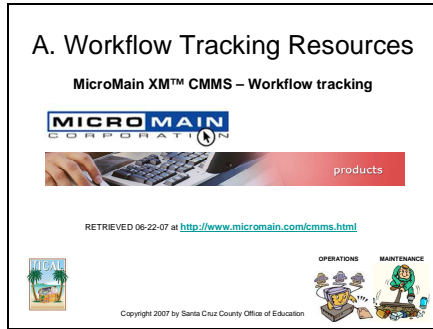 A. Workflow Tracking Resources
MicroMain XM™ CMMS – Workflow tracking
MICROMAIN
CORPORATION
products
RETRIEVED 06-22-07 at http://www.micromain.com/cmms.html
OPERATIONS
MAINTENANCE
TICAL
Copyright 2007 by Santa Cruz County Office of Education